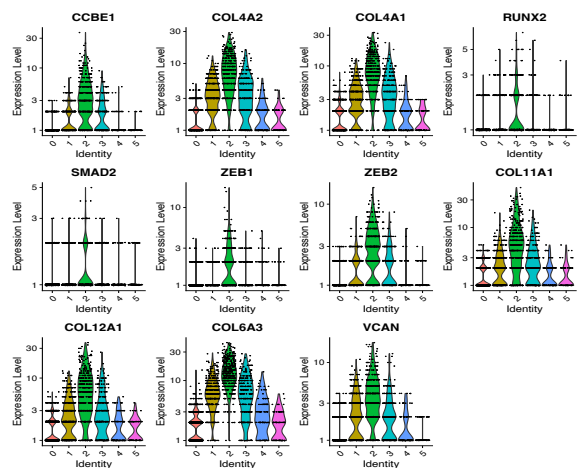 CCBE1
COL4A2
COL4A1
RUNX2
Expression Level
30
10
3
1
Expression Level
30
10
3
1
Expression Level
30
10
3
1
Expression Level
5
3
1
0 1 2 3 4 5
0 1 2 3 4 5
0 1 2 3 4 5
0 1 2 3 4 5
Identity
Identity
Identity
Identity
SMAD2
ZEB1
ZEB2
COL11A1
Expression Level
5
3
1
Expression Level
10
3
1
Expression Level
10
3
1
Expression Level
30
10
3
1
0 1 2 3 4 5
0 1 2 3 4 5
0 1 2 3 4 5
0 1 2 3 4 5
Identity
Identity
Identity
Identity
COL12A1
COL6A3
VCAN
Expression Level
30
10
3
1
Expression Level
30
10
3
1
Expression Level
10
3
1
0 1 2 3 4 5
0 1 2 3 4 5
0 1 2 3 4 5
Identity
Identity
Identity